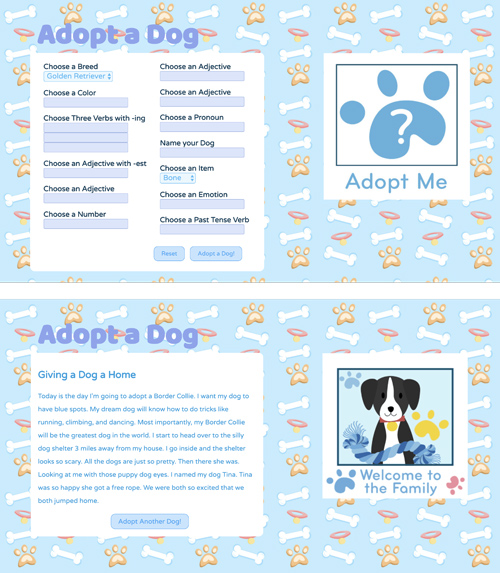 Adopt a Dog
Choose a Breed
Golden Retriever
Choose a Color
Choose Three Verbs with -ing
Choose an Adjective with -est
Choose an Adjective
Choose a Number
Choose an Adjective
Choose an Adjective
Choose a Pronoun
Name your Dog
Choose an Item
Bone
Choose an Emotion
Choose a Past Tense Verb
Reset
Adopt a Dog!
?
Adopt Me
Adopt a Dog
Giving a Dog a Home
Today is the day I'm going to adopt a Border Collie. I want my dog to
have blue spots. My dream dog will know how to do tricks like
running, climbing, and dancing. Most importantly, my Border Collie
will be the greatest dog in the world. I start to head over to the silly
dog shelter 3 miles away from my house. I go inside and the shelter
looks so scary. All the dogs are just so pretty. Then there she was.
Looking at me with those puppy dog eyes. I named my dog Tina. Tina
was so happy she got a free rope. We were both so excited that we
both jumped home.
Adopt Another Dog!
Welcome to
the Family